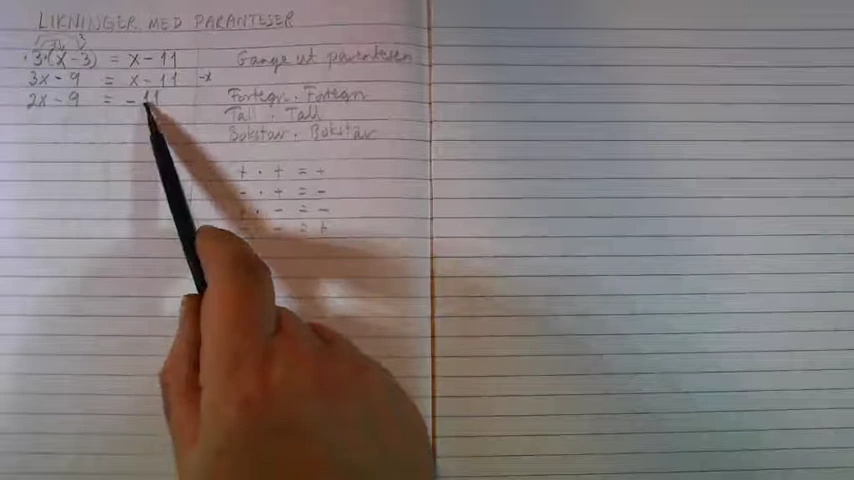 LIKNINGER MED PARANTESER
3·(x-3) = x-11 Gange ut parentesen
3x-9 = x-11 -x
2x-9 = -11 Fortegn · Fortegn
Tall · Tall
Bokstav · Bokstav
+ · + = +
- · + = -
+ · - = -
- · - = +